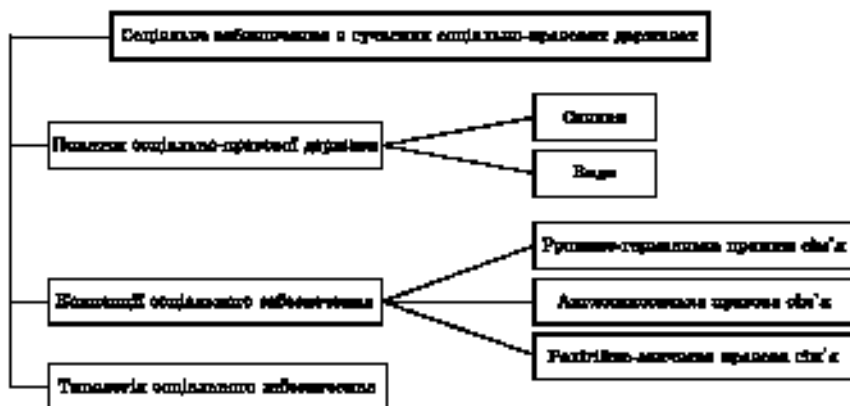 Соціальне забезпечення в сучасних соціально-правових державах
Поняття соціально-правової держави
Ознаки
Види
Концепції соціального забезпечення
Романо-германська правова сім'я
Англосаксонська правова сім'я
Релігійно-звичаєва правова сім'я
Типологія соціального забезпечення